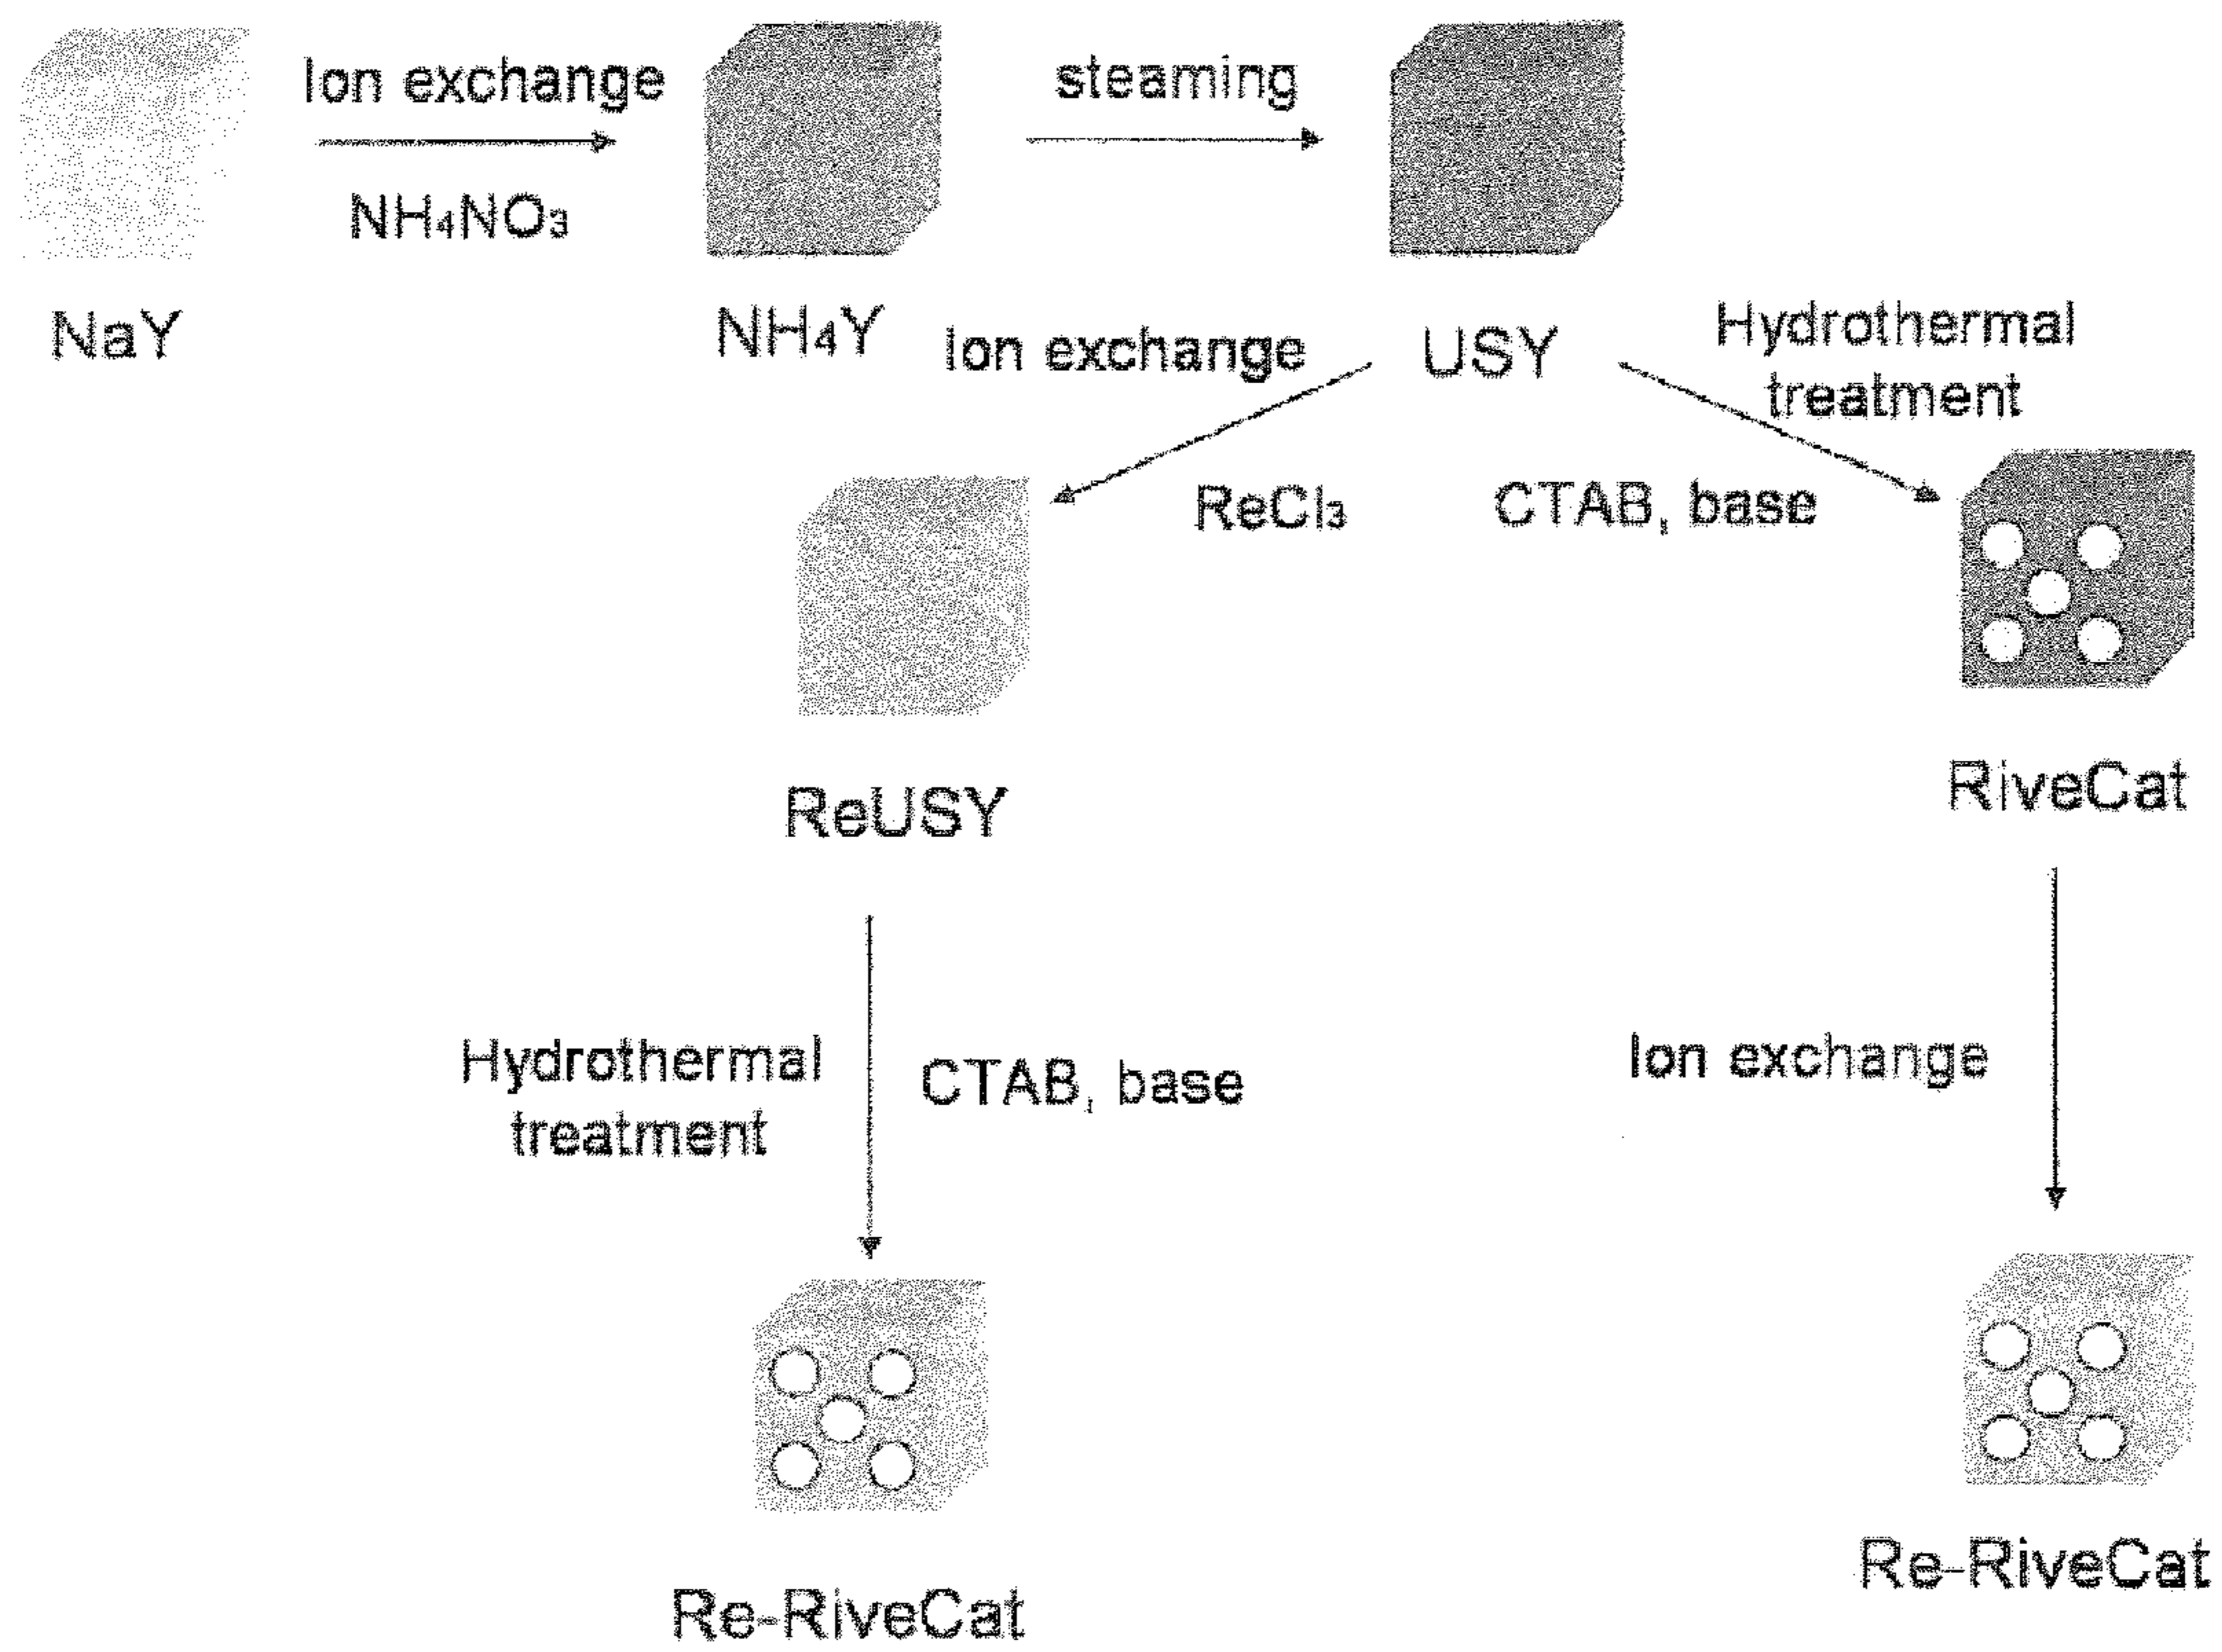 Ion exchange
steaming
NH₄NO₃
NaY
NH₄Y
Ion exchange
USY
Hydrothermal
treatment
ReCl₃
CTAB, base
ReUSY
RiveCat
Hydrothermal
treatment
CTAB, base
Ion exchange
Re-RiveCat
Re-RiveCat